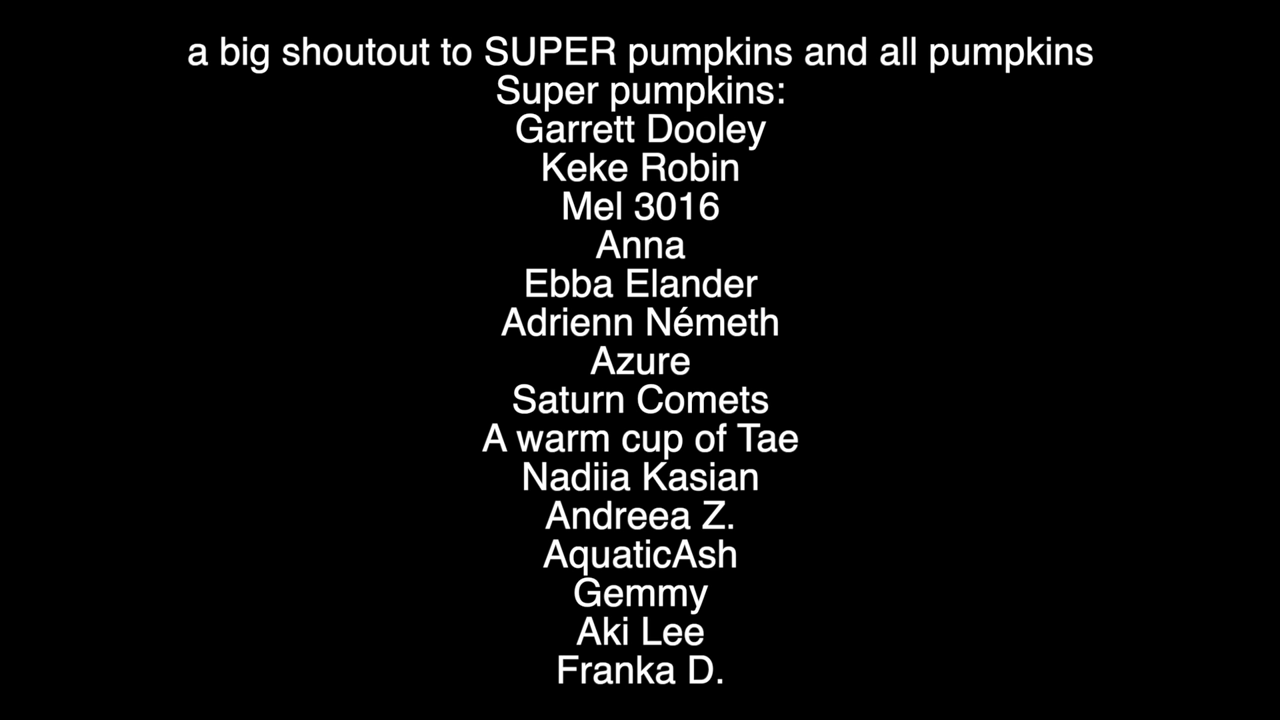 a big shoutout to SUPER pumpkins and all pumpkins
Super pumpkins:
Garrett Dooley
Keke Robin
Mel 3016
Anna
Ebba Elander
Adrienn Németh
Azure
Saturn Comets
A warm cup of Tae
Nadiia Kasian
Andreea Z.
AquaticAsh
Gemmy
Aki Lee
Franka D.